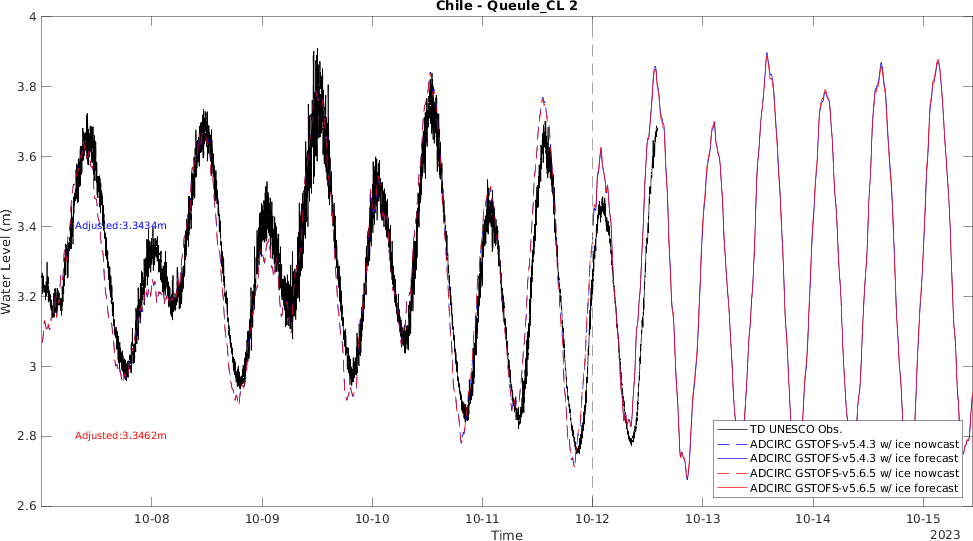 Chile - Queule_CL 2
4
3.8
3.6
3.4
3.2
3
2.8
2.6
Water Level (m)
Adjusted:3.3434m
Adjusted:3.3462m
TD UNESCO Obs.
ADCIRC GSTOFS-v5.4.3 w/ ice nowcast
ADCIRC GSTOFS-v5.4.3 w/ ice forecast
ADCIRC GSTOFS-v5.6.5 w/ ice nowcast
ADCIRC GSTOFS-v5.6.5 w/ ice forecast
10-08 10-09 10-10 10-11 10-12 10-13 10-14 10-15
Time
2023